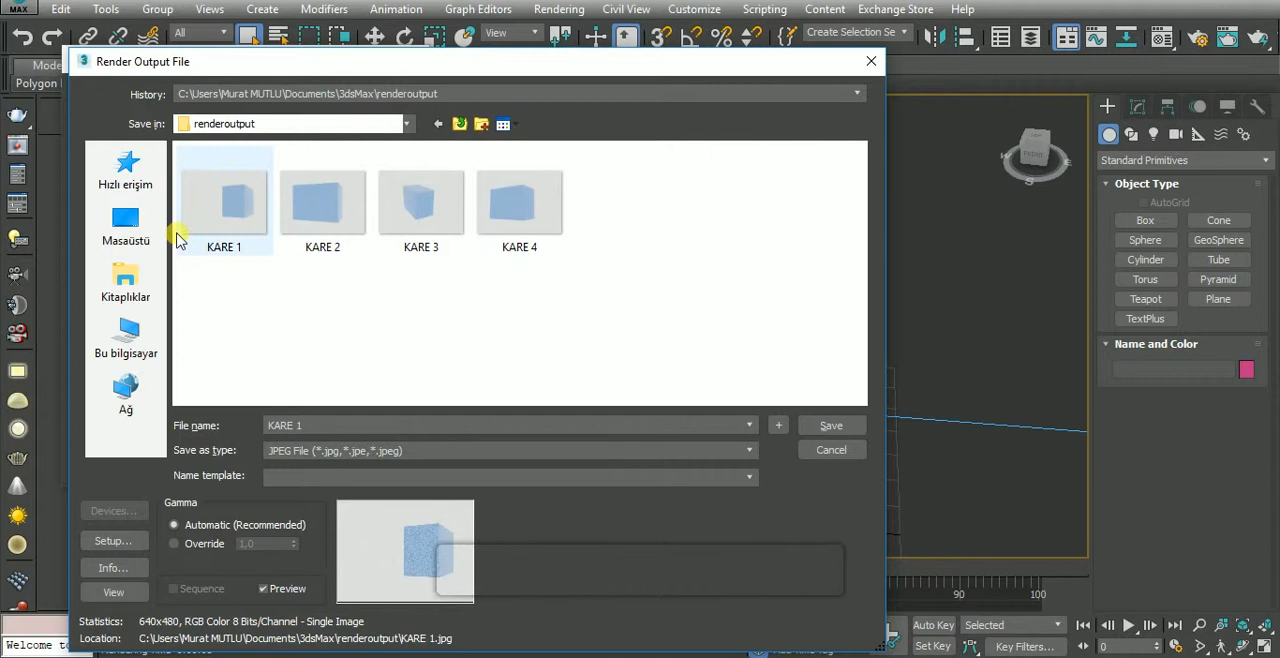 MAX Edit Tools Group Views Create Modifiers Animation Graph Editors Rendering Civil View Customize Scripting Content Exchange Store Help
All View Create Selection Se
Mode
Polygon
Render Output File
History: C:\Users\Murat MUTLU\Documents\3dsMax\renderoutput
Save in: renderoutput
Hızlı erişim
Masaüstü
Kitaplıklar
Bu bilgisayar
Ağ
KARE 1 KARE 2 KARE 3 KARE 4
File name: KARE 1 + Save
Save as type: JPEG File (*.jpg,*.jpe,*.jpeg) Cancel
Name template:
Devices...
Setup...
Info...
View
Gamma
Automatic (Recommended)
Override 1,0
Sequence Preview
Statistics: 640x480, RGB Color 8 Bits/Channel - Single Image
Location: C:\Users\Murat MUTLU\Documents\3dsMax\renderoutput\KARE 1.jpg
Standard Primitives
Object Type
AutoGrid
Box Cone
Sphere GeoSphere
Cylinder Tube
Torus Pyramid
Teapot Plane
TextPlus
Name and Color
FRONT
S
E
90 100
Auto Key Selected
Set Key Key Filters...
0
Welcome to